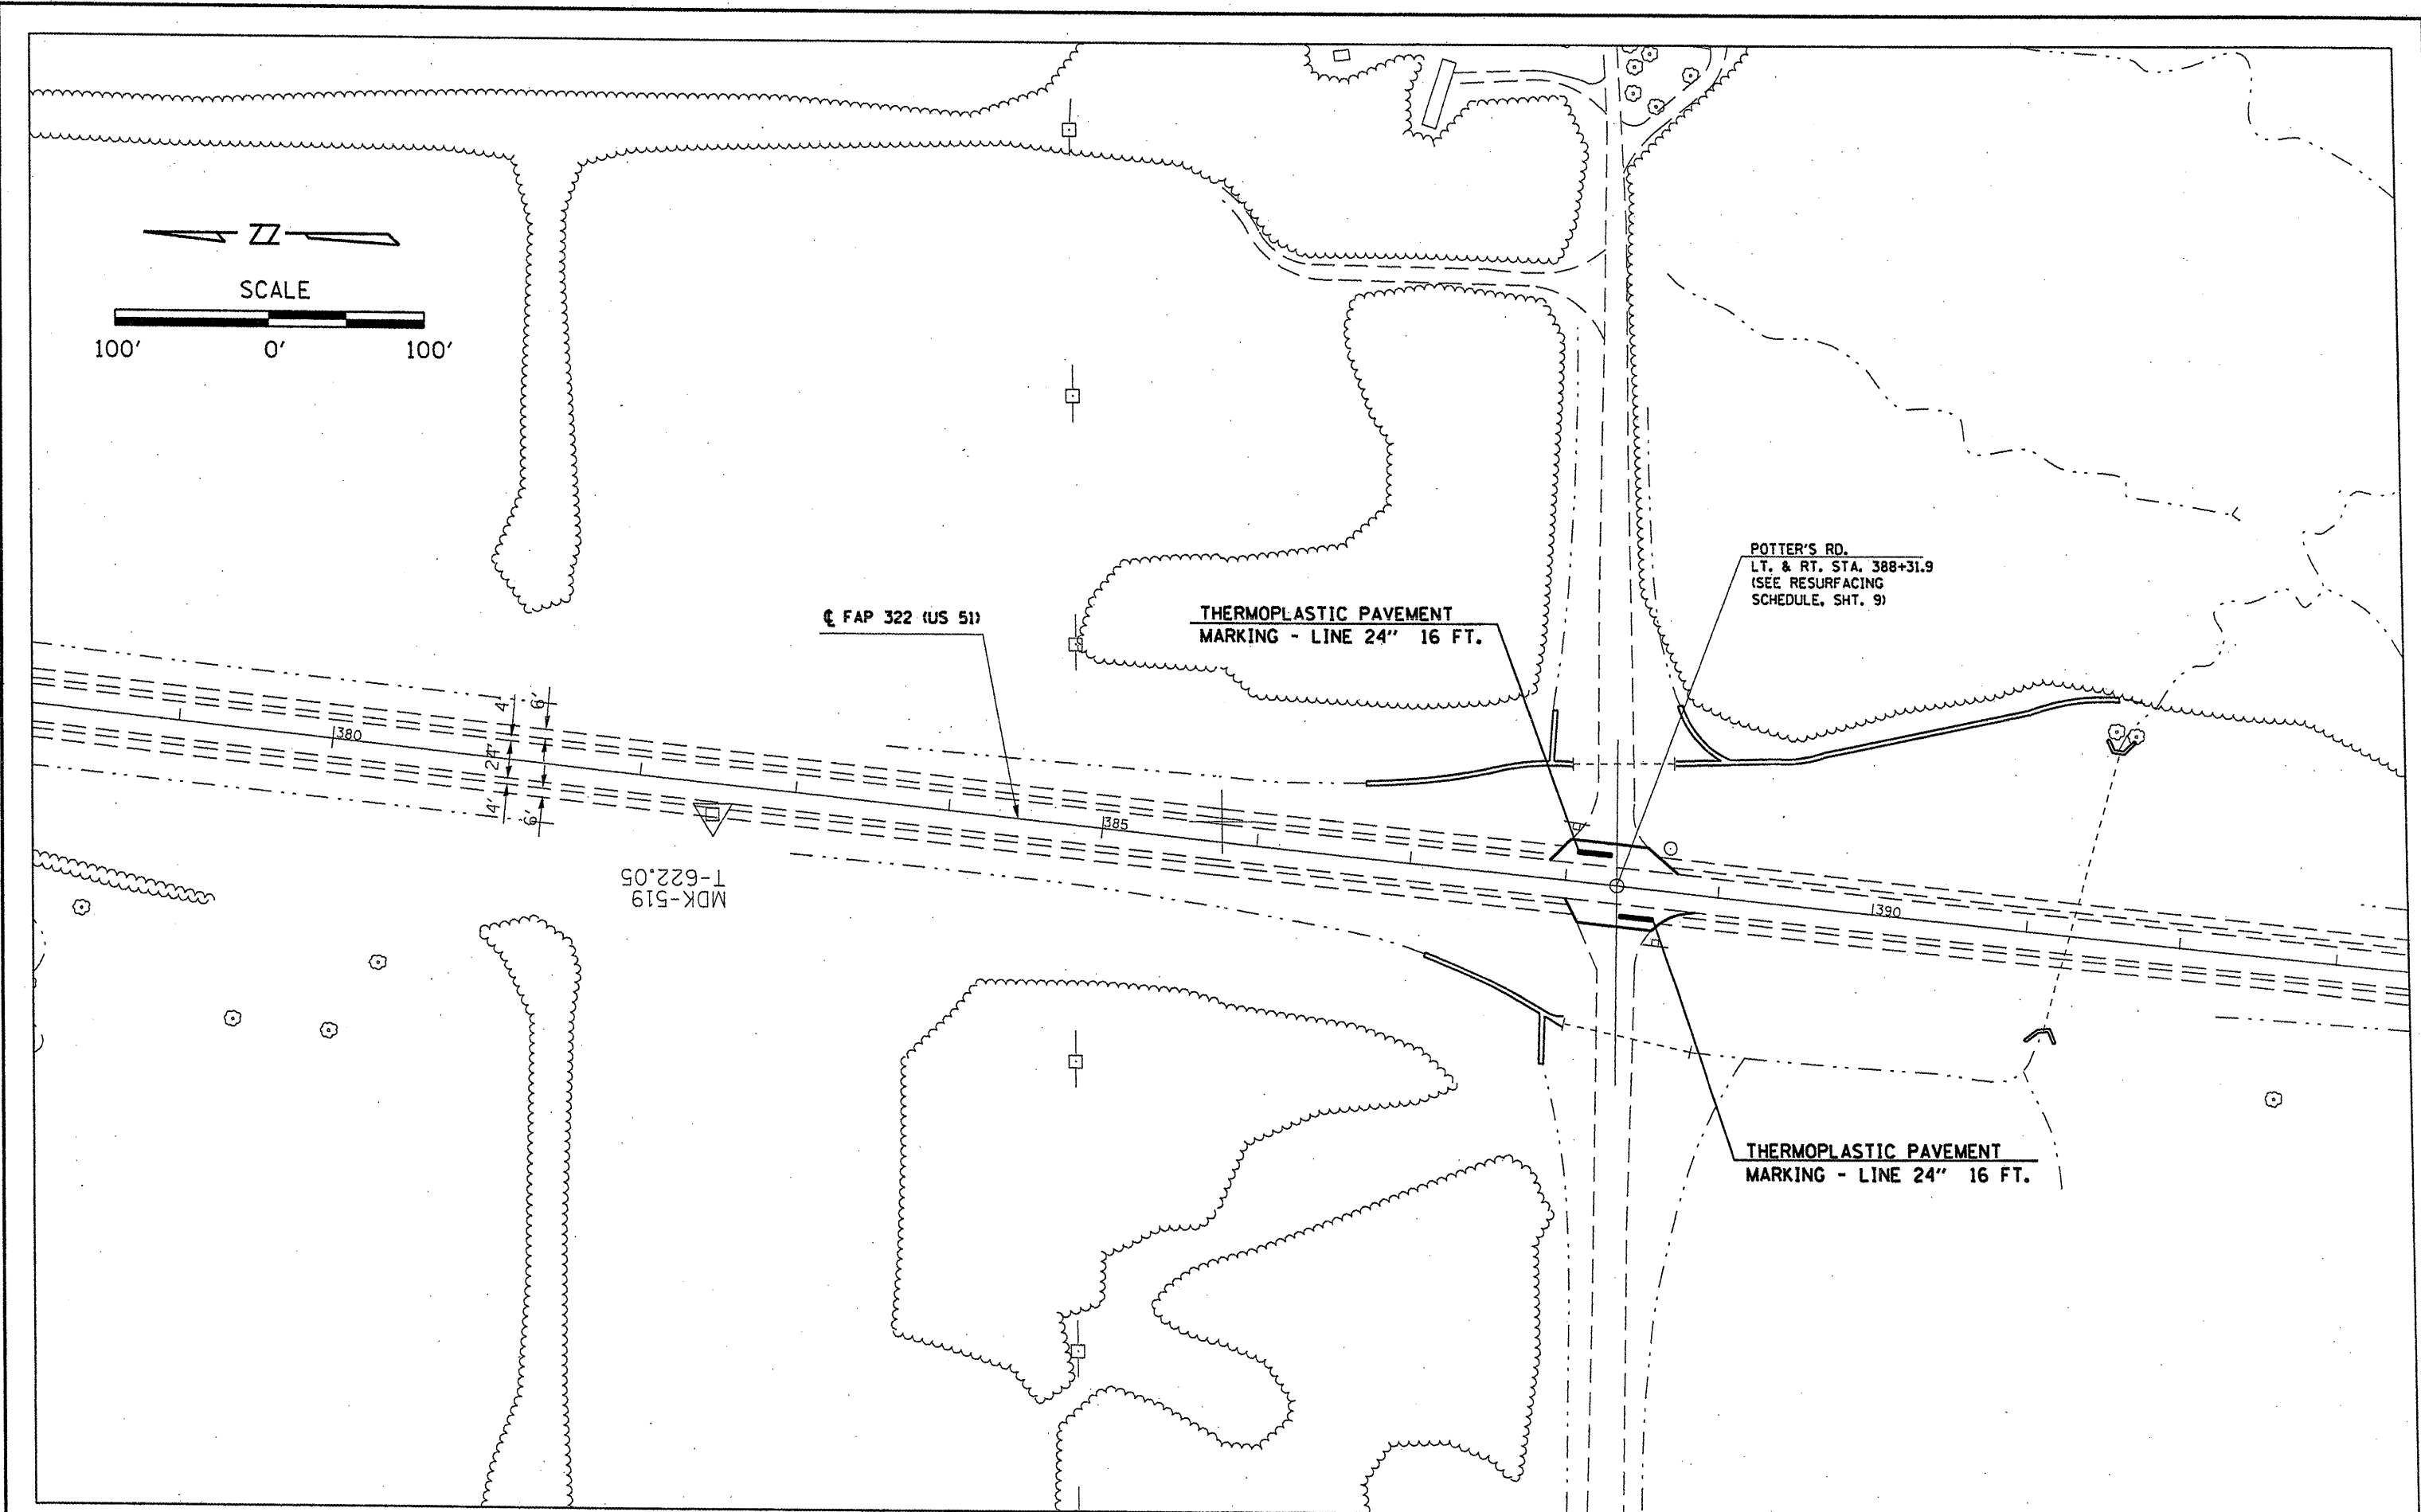 N
SCALE
100' 0' 100'
POTTER'S RD.
LT. & RT. STA. 388+31.9
(SEE RESURFACING
SCHEDULE, SHT. 9)
℄ FAP 322 (US 51)
THERMOPLASTIC PAVEMENT
MARKING - LINE 24" 16 FT.
4' 6'
380
24'
4' 6'
385
MDK-519
T-622.05
390
THERMOPLASTIC PAVEMENT
MARKING - LINE 24" 16 FT.